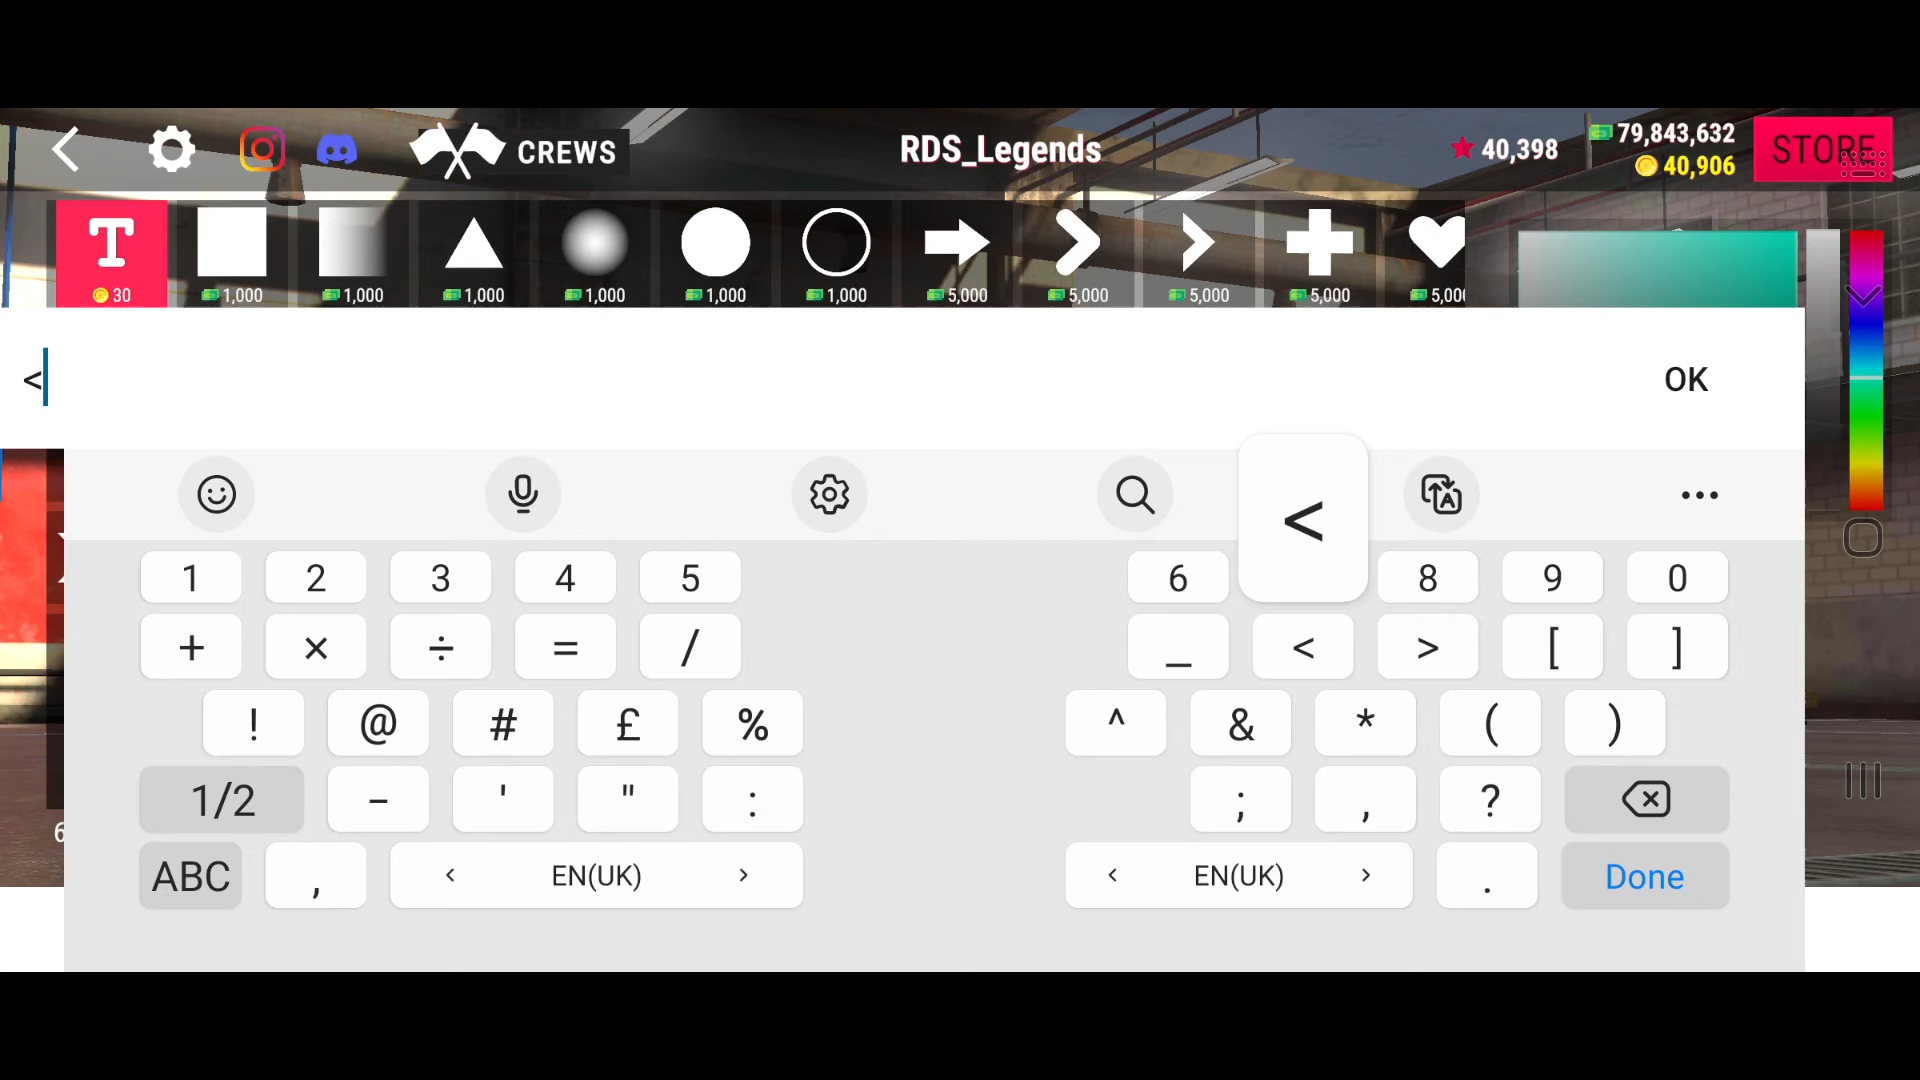 CREWS
RDS_Legends
40,398
79,843,632
40,906
STORE
T
30
1,000
1,000
1,000
1,000
1,000
1,000
5,000
5,000
5,000
5,000
5,000
<
OK
<
1 2 3 4 5 6 8 9 0
+ × ÷ = / _ < > [ ]
! @ # £ % ^ & * ( )
1/2 - ' " : ; , ?
ABC , < EN(UK) > < EN(UK) > . Done